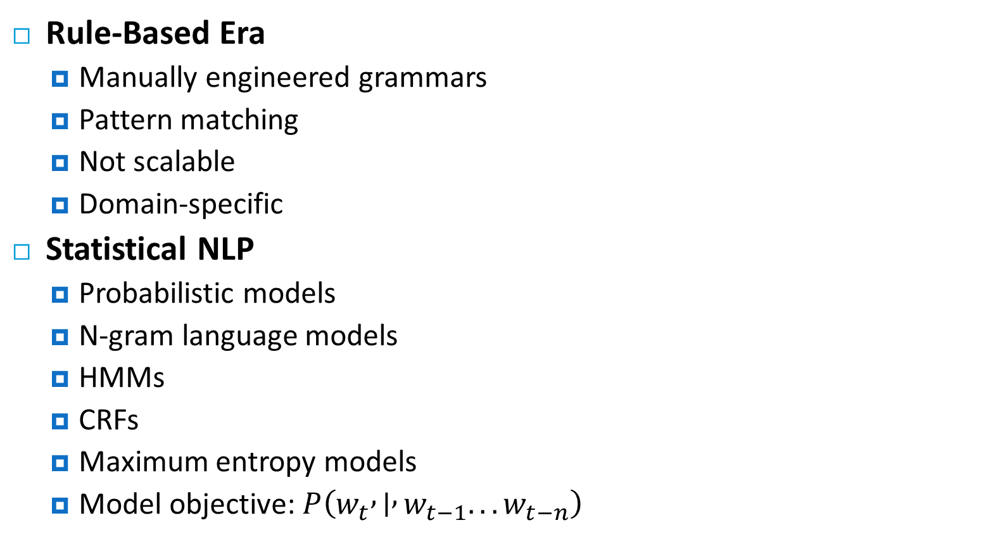 Rule-Based Era
Manually engineered grammars
Pattern matching
Not scalable
Domain-specific
Statistical NLP
Probabilistic models
N-gram language models
HMMs
CRFs
Maximum entropy models
Model objective: P(w_t, |, w_{t−1}...w_{t−n})